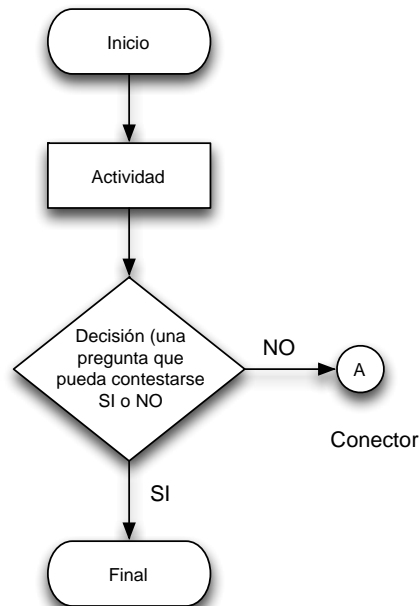 Inicio
Actividad
Decisión (una
pregunta que
pueda contestarse
SI o NO
NO
A
Conector
SI
Final